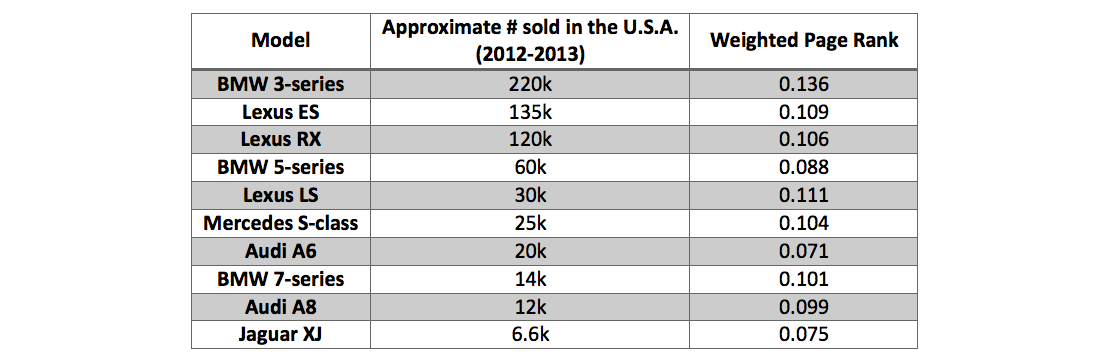 Model Approximate # sold in the U.S.A. (2012-2013) Weighted Page Rank
BMW 3-series 220k 0.136
Lexus ES 135k 0.109
Lexus RX 120k 0.106
BMW 5-series 60k 0.088
Lexus LS 30k 0.111
Mercedes S-class 25k 0.104
Audi A6 20k 0.071
BMW 7-series 14k 0.101
Audi A8 12k 0.099
Jaguar XJ 6.6k 0.075